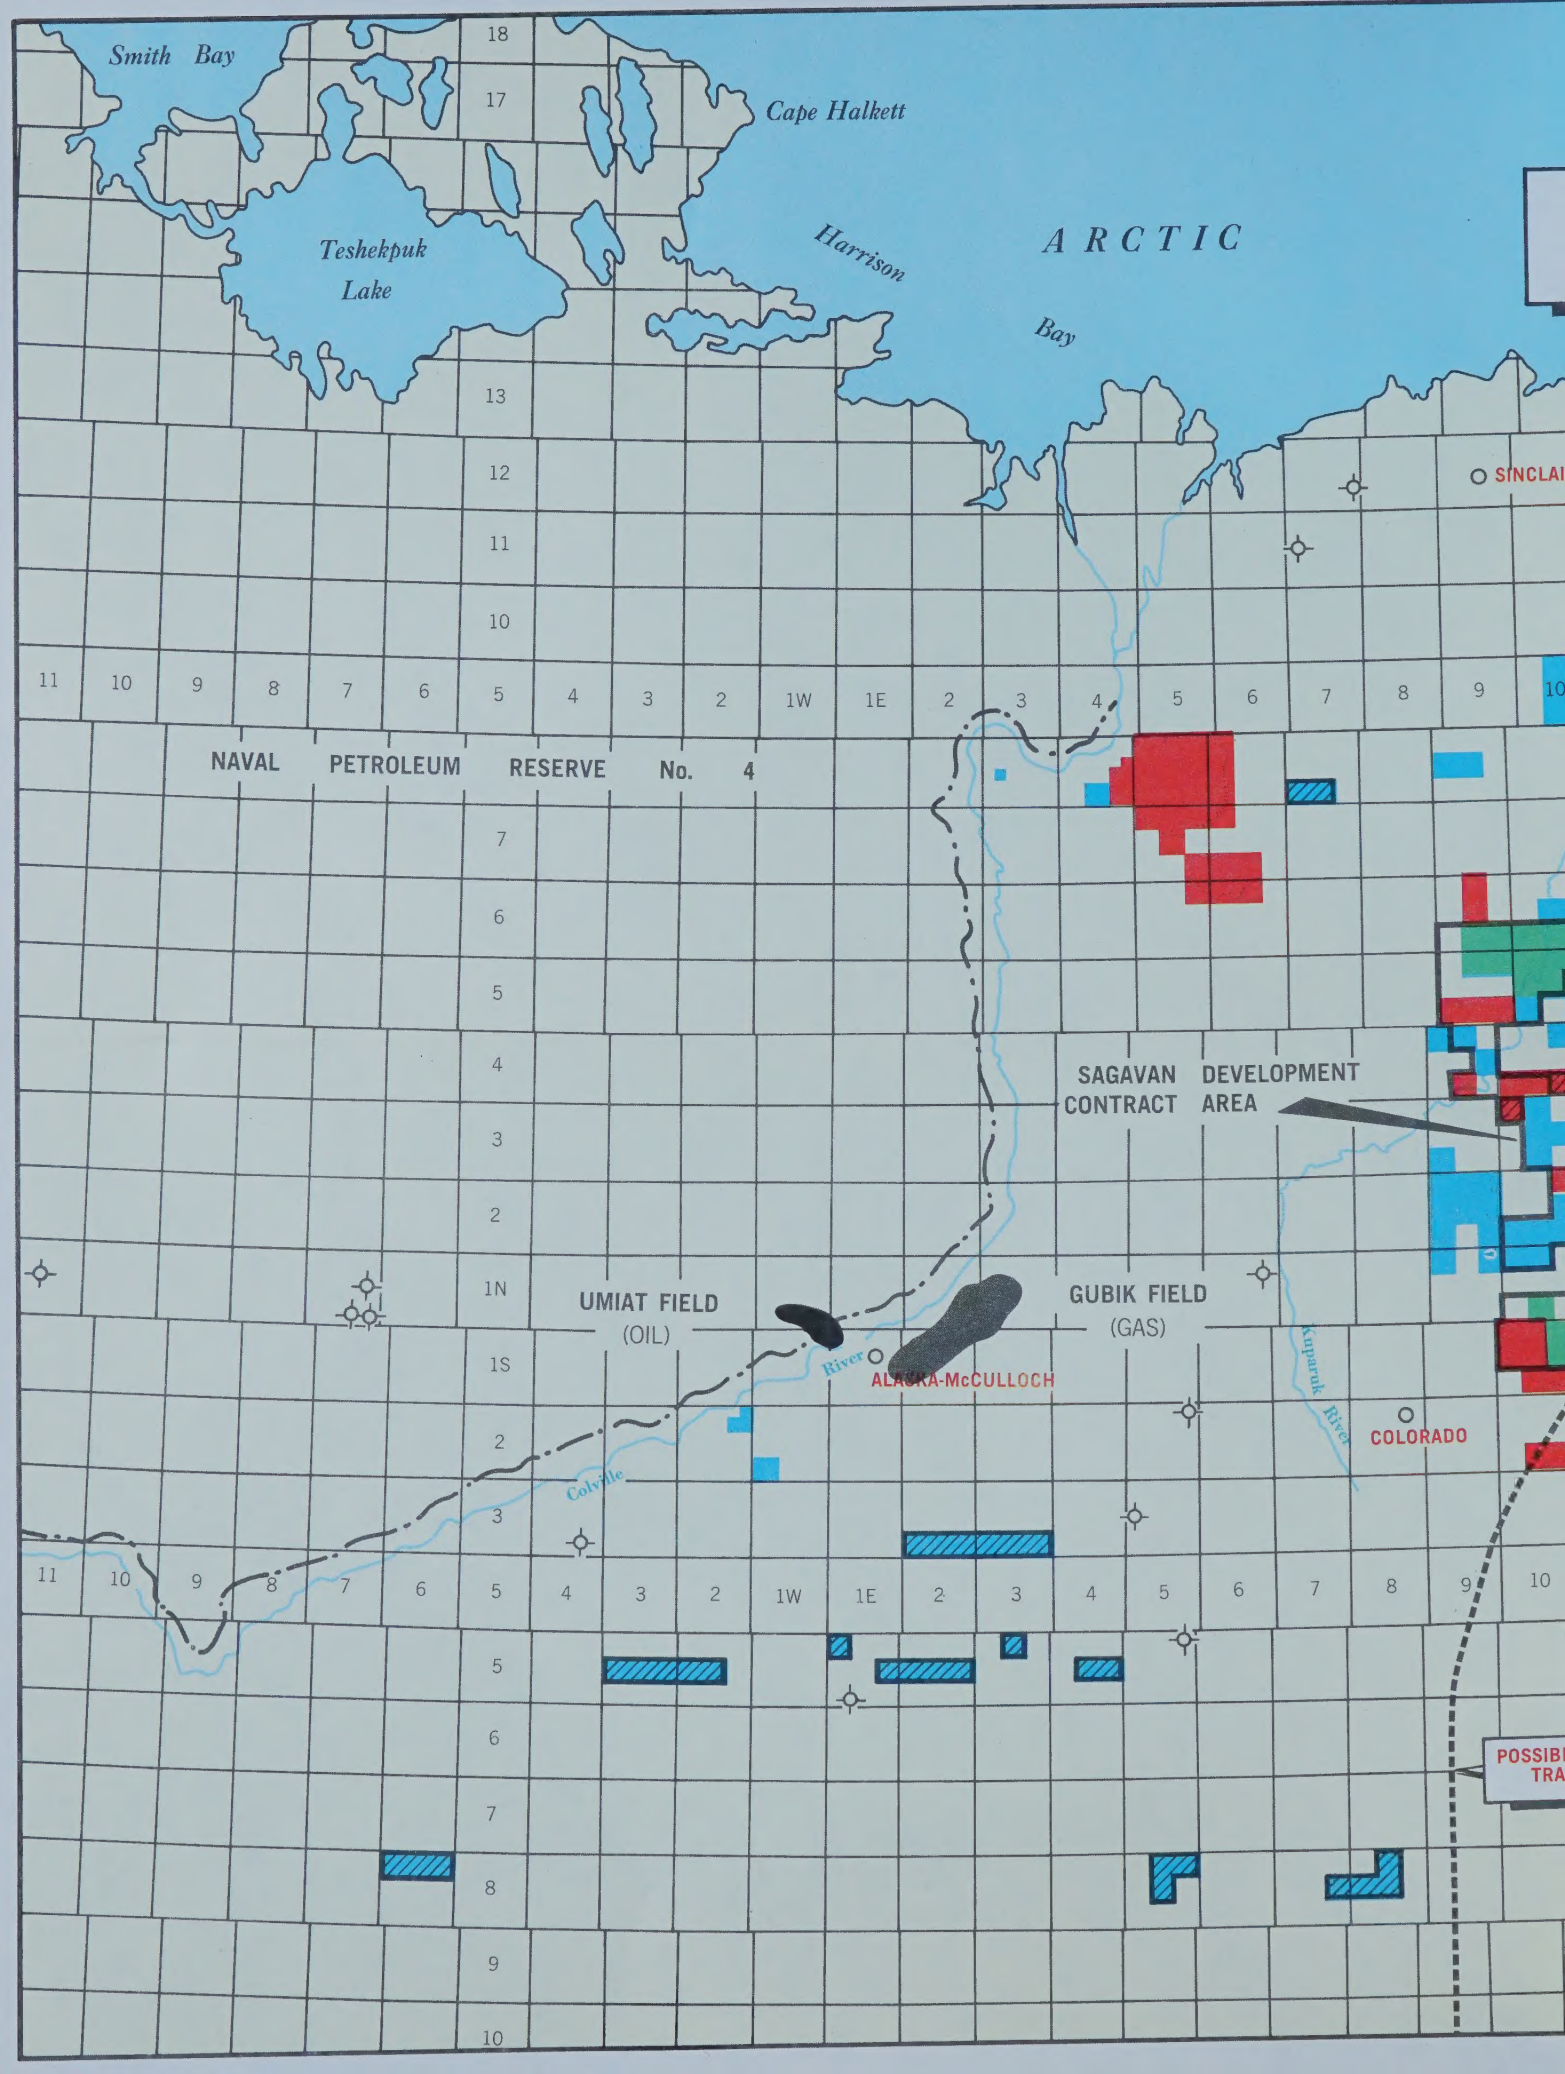 Smith Bay
18
17
Cape Halkett
Harrison
ARCTIC
Teshekpuk
Lake
Bay
13
12
SINCLAI
11
10
11 10 9 8 7 6 5 4 3 2 1W 1E 2 3 4 5 6 7 8 9 10
NAVAL PETROLEUM RESERVE No. 4
7
6
5
4
SAGAVAN DEVELOPMENT
CONTRACT AREA
3
2
1N
UMIAT FIELD
(OIL)
GUBIK FIELD
(GAS)
1S
River
ALASKA-McCULLOCH
Kuparuk River
2
COLORADO
Colville
3
11 10 9 8 7 6 5 4 3 2 1W 1E 2 3 4 5 6 7 8 9 10
5
6
POSSIB
TRA
7
8
9
10